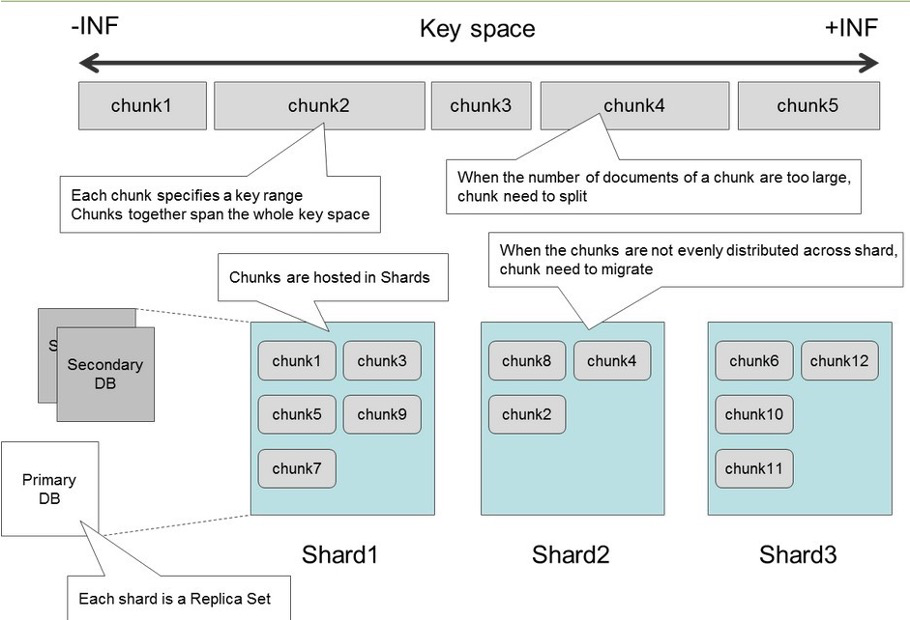 -INF
Key space
+INF
chunk1
chunk2
chunk3
chunk4
chunk5
Each chunk specifies a key range
Chunks together span the whole key space
When the number of documents of a chunk are too large,
chunk need to split
When the chunks are not evenly distributed across shard,
chunk need to migrate
Chunks are hosted in Shards
S
Secondary
DB
Primary
DB
chunk1
chunk3
chunk5
chunk9
chunk7
chunk8
chunk4
chunk2
chunk6
chunk12
chunk10
chunk11
Shard1
Shard2
Shard3
Each shard is a Replica Set